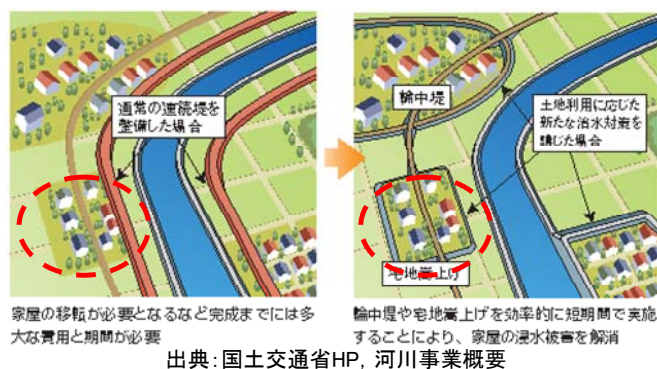 通常の連続堤を
整備した場合
輪中堤
土地利用に応じた
新たな治水対策を
講じた場合
宅地嵩上げ
家屋の移転が必要となるなど完成までには多
大な費用と期間が必要
輪中堤や宅地嵩上げを効率的に短期間で実施
することにより、家屋の浸水被害を解消
出典:国土交通省HP,河川事業概要